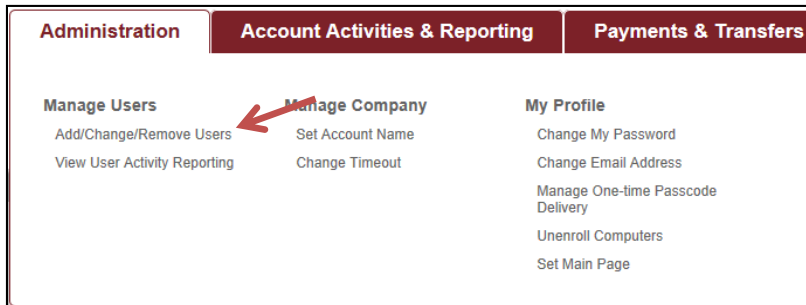 Administration
Account Activities & Reporting
Payments & Transfers
Manage Users
Add/Change/Remove Users
View User Activity Reporting
Manage Company
Set Account Name
Change Timeout
My Profile
Change My Password
Change Email Address
Manage One-time Passcode
Delivery
Unenroll Computers
Set Main Page